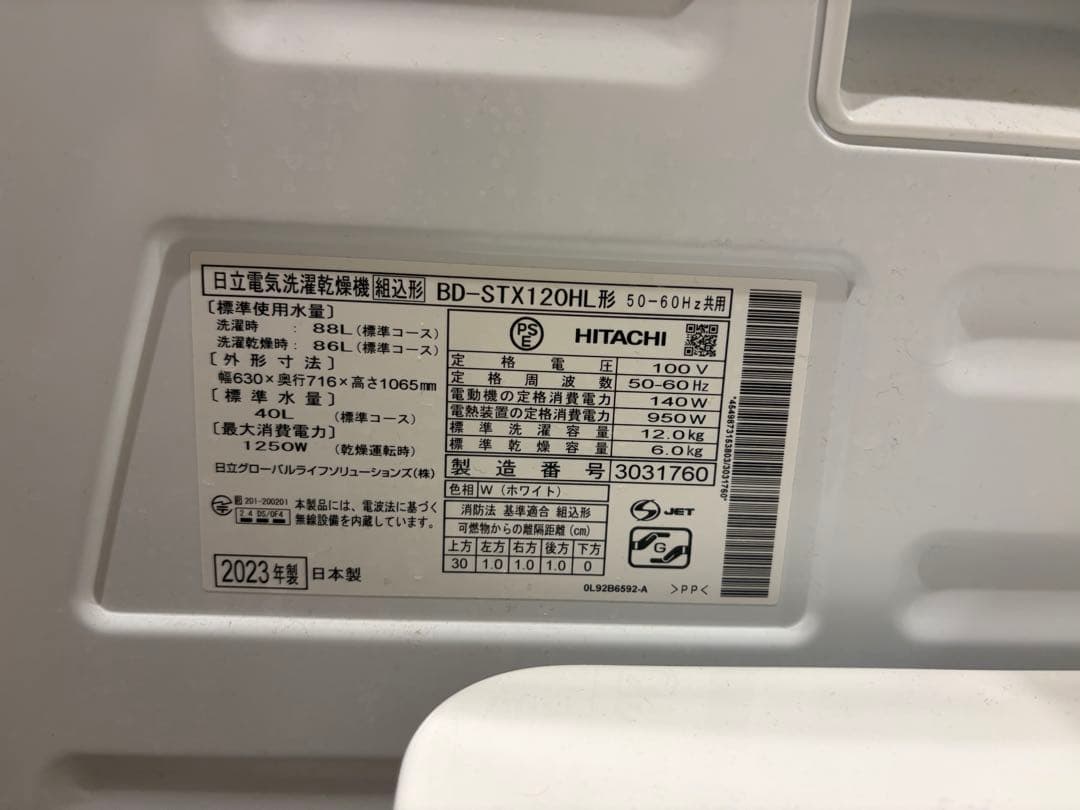 日立電気洗濯乾燥機 組込形 BD-STX120HL形 50-60Hz共用
[標準使用水量]
洗濯時 : 88L(標準コース)
洗濯乾燥時 : 86L(標準コース)
[外形寸法]
幅630×奥行716×高さ1065mm
[標準水量]
40L (標準コース)
[最大消費電力]
1250W (乾燥運転時)
日立グローバルライフソリューションズ(株)
201-200201
2.4 DS/OF4
本製品には、電波法に基づく
無線設備を内蔵しています。
2023年製 日本製
PSE HITACHI
定格電圧 100V
定格周波数 50-60Hz
電動機の定格消費電力 140W
電熱装置の定格消費電力 950W
標準洗濯容量 12.0kg
標準乾燥容量 6.0kg
製造番号 3031760
色相 W(ホワイト)
消防法 基準適合 組込形
可燃物からの離隔距離(cm)
上方 左方 右方 後方 下方
30 1.0 1.0 1.0 0
JET
G
0L92B6592-A >PP<